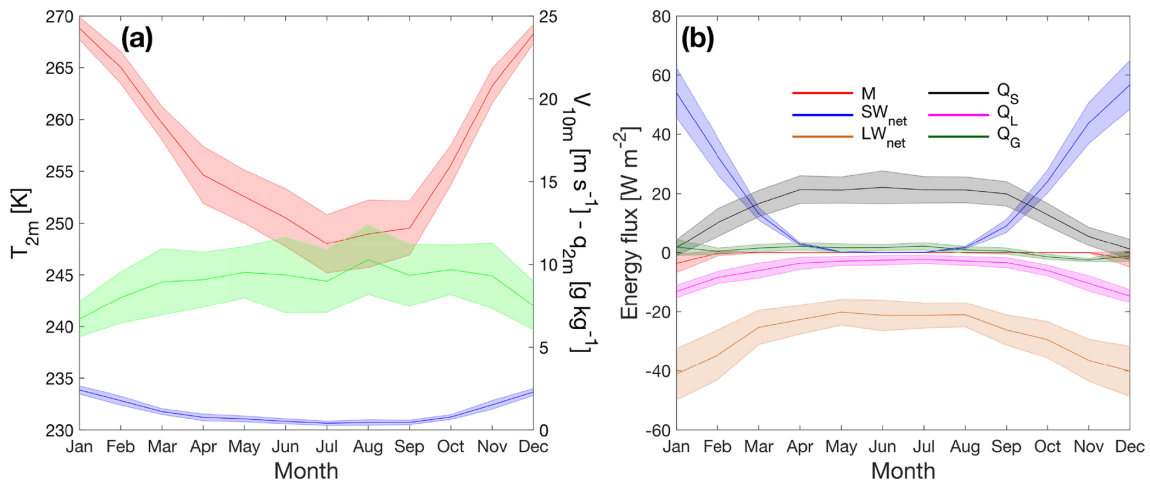 (a)
270
265
260
255
250
245
240
235
230
T2m [K]
25
20
15
10
5
0
V10m [m s-1] - q2m [g kg-1]
Jan Feb Mar Apr May Jun Jul Aug Sep Oct Nov Dec
Month
(b)
80
60
40
20
0
-20
-40
-60
Energy flux [W m-2]
M QS
SWnet QL
LWnet QG
Jan Feb Mar Apr May Jun Jul Aug Sep Oct Nov Dec
Month